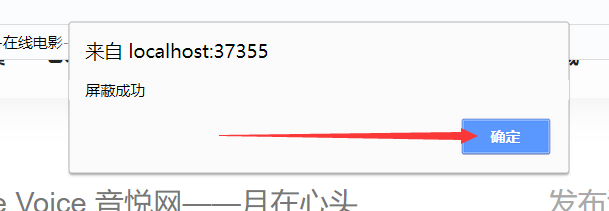 -在线电影-
来自 localhost:37355
屏蔽成功
确定
e Voice 音悦网——月在心头
发布